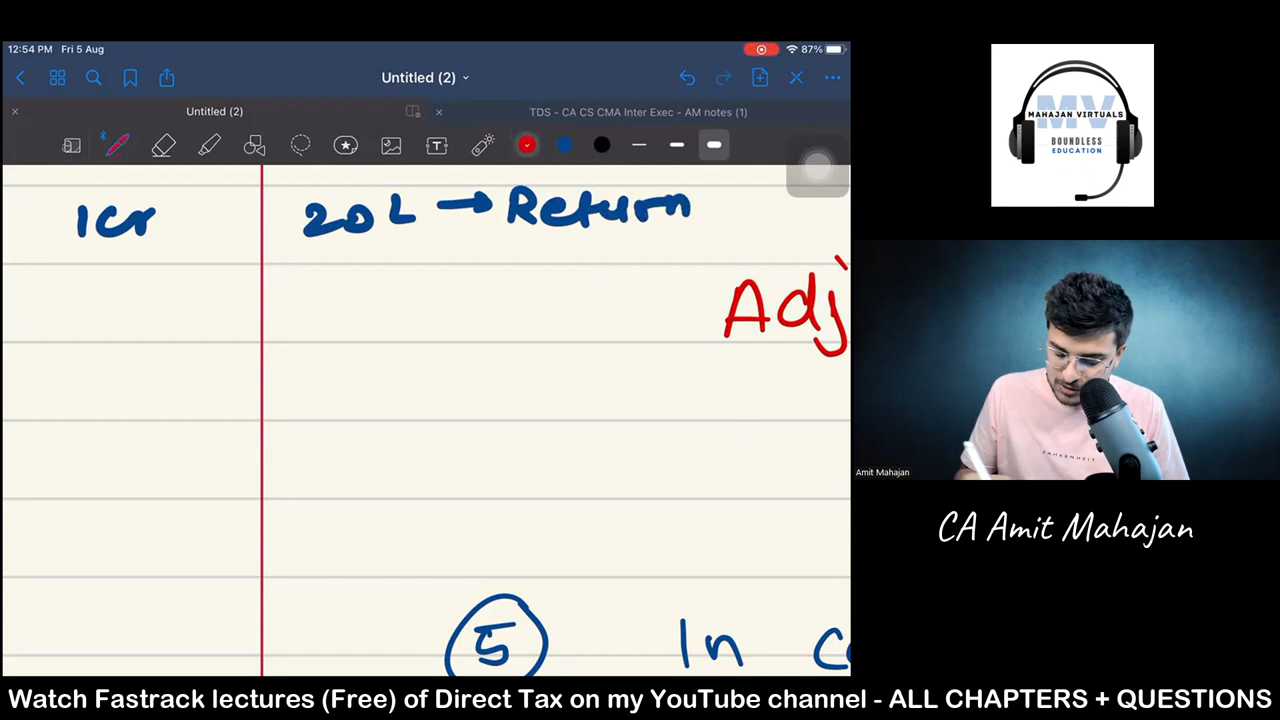 12:54 PM Fri 5 Aug
87%
Untitled (2)
Untitled (2)
TDS - CA CS CMA Inter Exec - AM notes (1)
T
1cr
20L → Return
Adj
5 In
MAHAJAN VIRTUALS
BOUNDLESS
EDUCATION
FAHRENHEIT
Amit Mahajan
CA Amit Mahajan
Watch Fastrack lectures (Free) of Direct Tax on my YouTube channel - ALL CHAPTERS + QUESTIONS